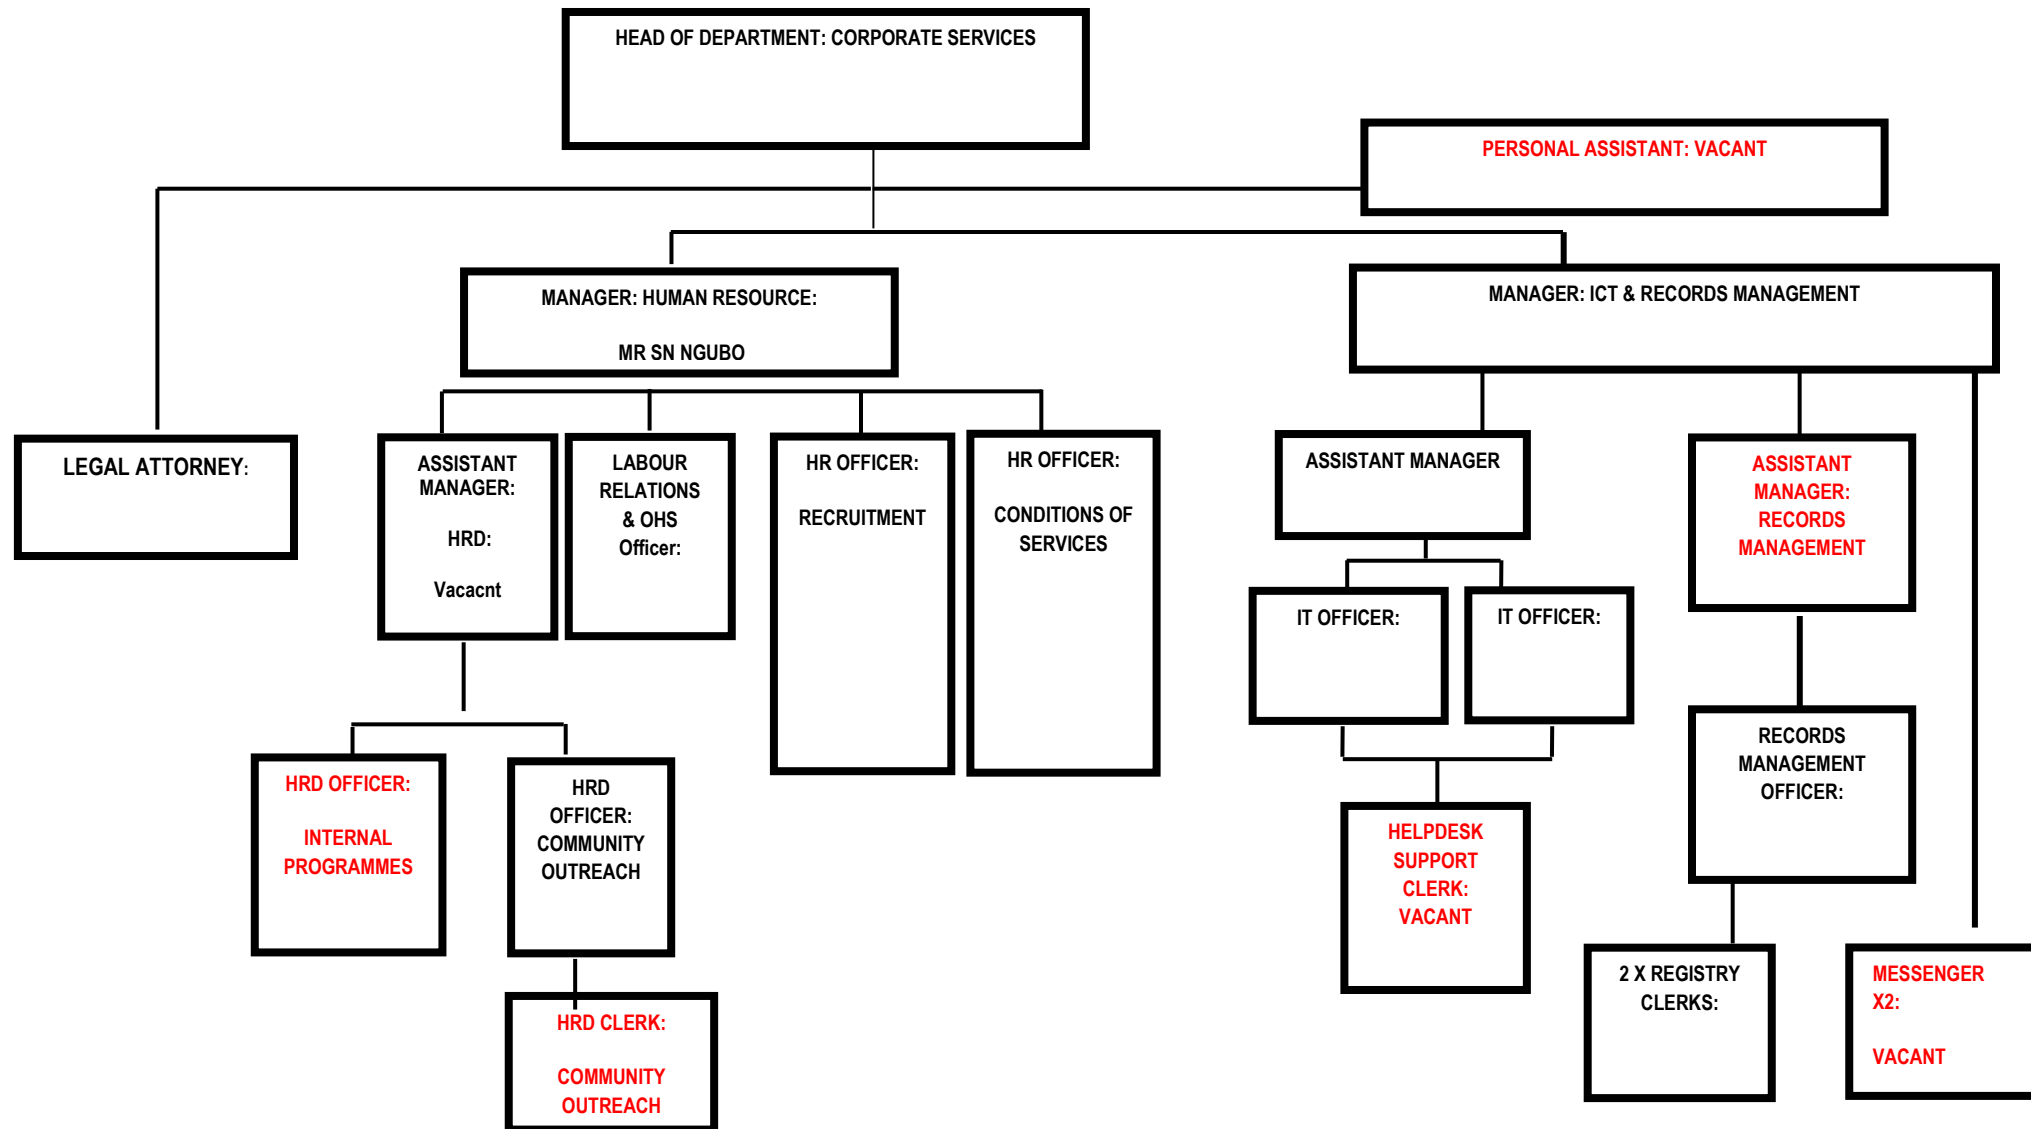 HEAD OF DEPARTMENT: CORPORATE SERVICES
PERSONAL ASSISTANT: VACANT
MANAGER: HUMAN RESOURCE:
MR SN NGUBO
MANAGER: ICT & RECORDS MANAGEMENT
LEGAL ATTORNEY:
ASSISTANT
MANAGER:
HRD:
Vacacnt
LABOUR
RELATIONS
& OHS
Officer:
HR OFFICER:
RECRUITMENT
HR OFFICER:
CONDITIONS OF
SERVICES
ASSISTANT MANAGER
ASSISTANT
MANAGER:
RECORDS
MANAGEMENT
IT OFFICER:
IT OFFICER:
RECORDS
MANAGEMENT
OFFICER:
HRD OFFICER:
INTERNAL
PROGRAMMES
HRD
OFFICER:
COMMUNITY
OUTREACH
HELPDESK
SUPPORT
CLERK:
VACANT
2 X REGISTRY
CLERKS:
MESSENGER
X2:
VACANT
HRD CLERK:
COMMUNITY
OUTREACH